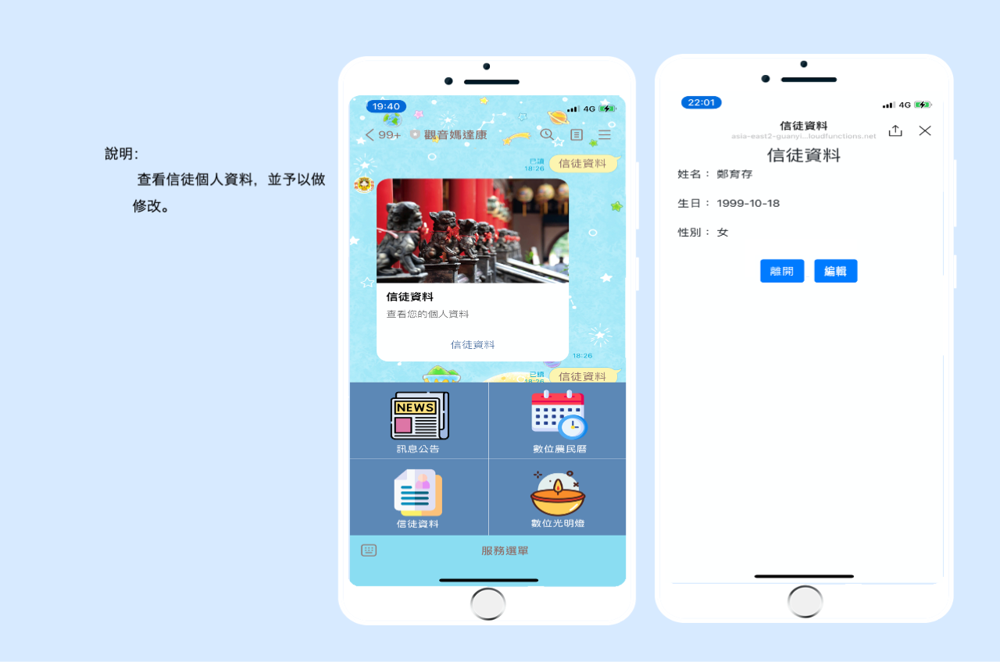 說明：
查看信徒個人資料，並予以做
修改。
19:40
4G
99+
觀音媽達康
已讀
18:26
信徒資料
信徒資料
查看您的個人資料
信徒資料
18:26
已讀
18:26
信徒資料
NEWS
訊息公告
數位農民曆
信徒資料
數位光明燈
服務選單
22:01
4G
信徒資料
asia-east2-guanyi...loudfunctions.net
信徒資料
姓名： 鄭育存
生日： 1999-10-18
性別： 女
離開
編輯